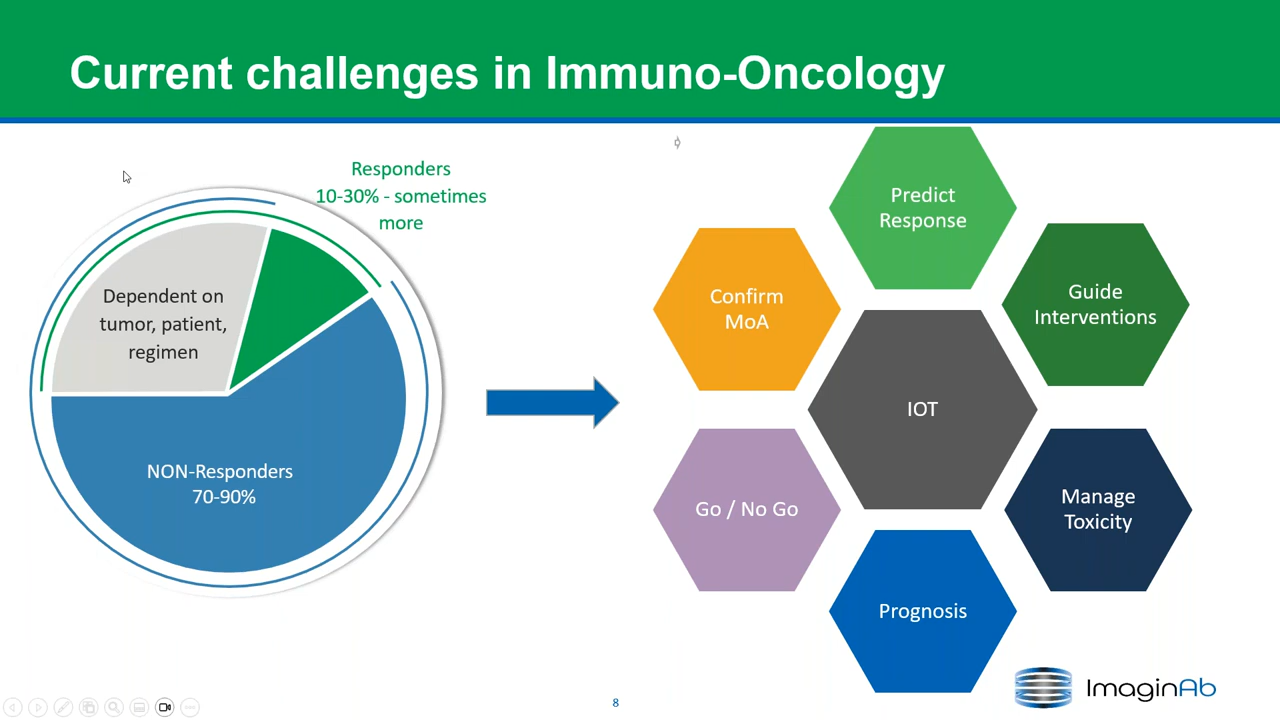 Current challenges in Immuno-Oncology
Responders
10-30% - sometimes
more
Dependent on
tumor, patient,
regimen
NON-Responders
70-90%
Predict
Response
Confirm
MoA
Guide
Interventions
IOT
Go / No Go
Manage
Toxicity
Prognosis
8
ImaginAb